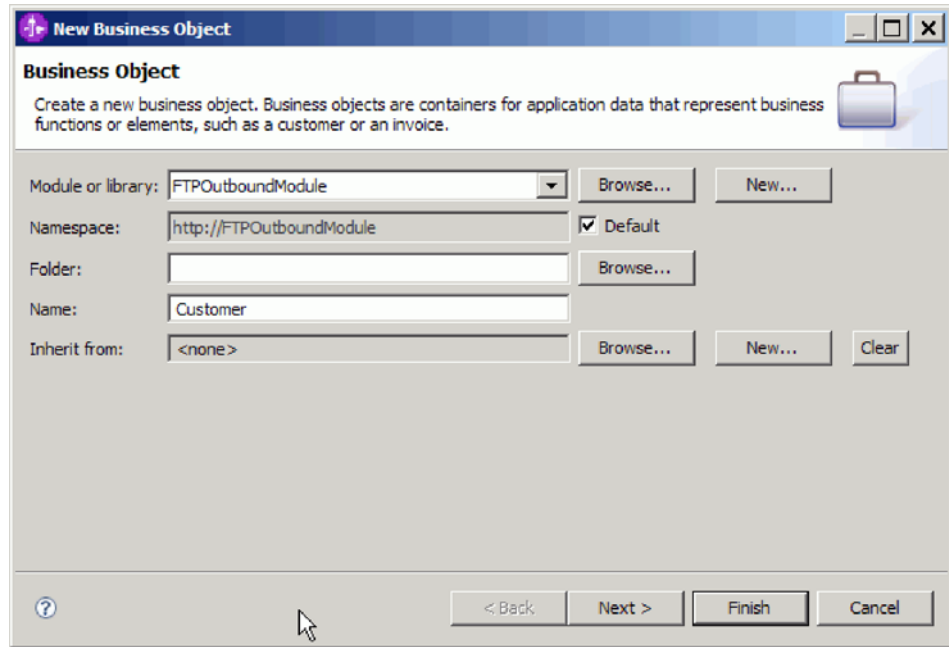 New Business Object
Business Object
Create a new business object. Business objects are containers for application data that represent business
functions or elements, such as a customer or an invoice.
Module or library: FTPOutboundModule Browse... New...
Namespace: http://FTPOutboundModule Default
Folder: Browse...
Name: Customer
Inherit from: <none> Browse... New... Clear
? < Back Next > Finish Cancel